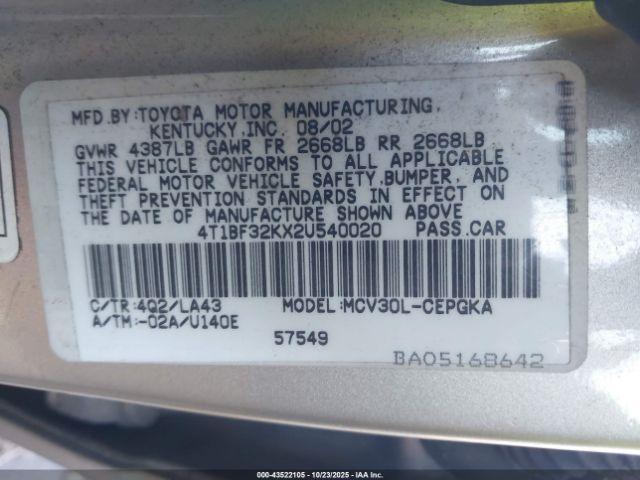 MFD.BY:TOYOTA MOTOR MANUFACTURING,
KENTUCKY,INC. 08/02
GVWR 4387LB GAWR FR 2668LB RR 2668LB
THIS VEHICLE CONFORMS TO ALL APPLICABLE
FEDERAL MOTOR VEHICLE SAFETY,BUMPER, AND
THEFT PREVENTION STANDARDS IN EFFECT ON
THE DATE OF MANUFACTURE SHOWN ABOVE
4T1BF32KX2U540020 PASS.CAR
C/TR:4Q2/LA43 MODEL:MCV30L-CEPGKA
A/TM:-02A/U140E
57549
BA05168642
000-43522105 - 10/23/2025 - IAA, Inc.